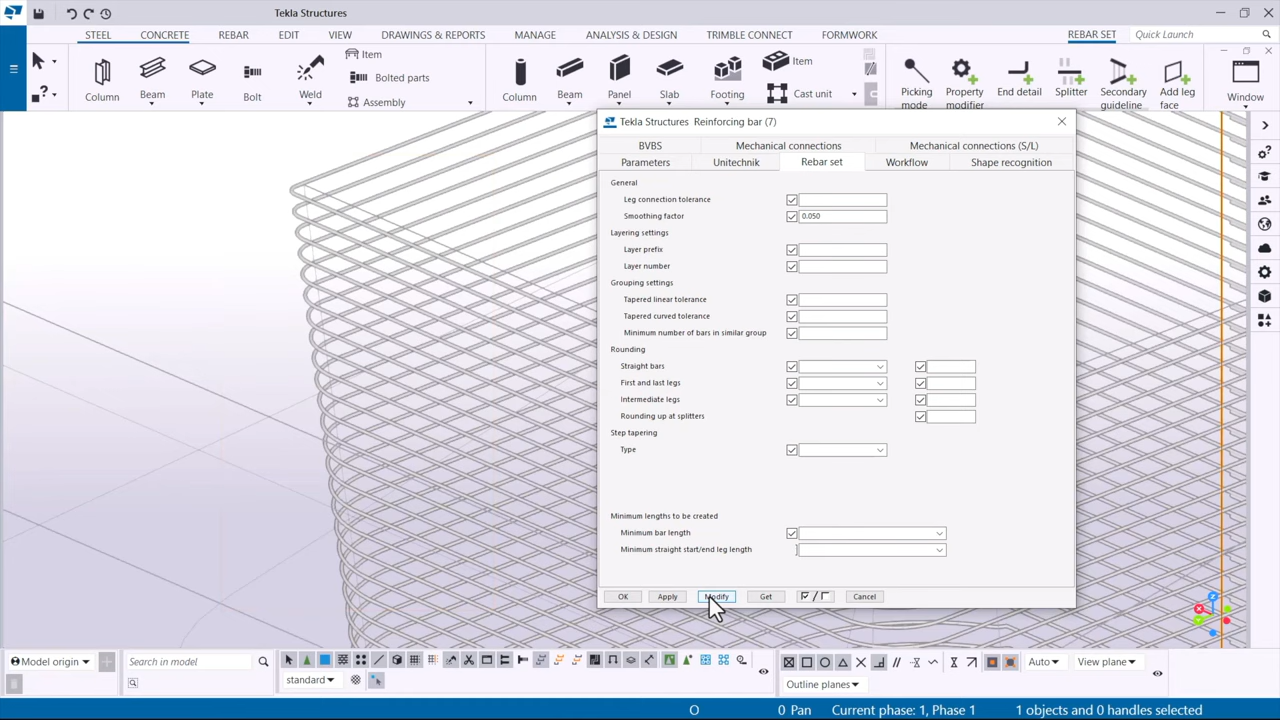 Tekla Structures
STEEL CONCRETE REBAR EDIT VIEW DRAWINGS & REPORTS MANAGE ANALYSIS & DESIGN TRIMBLE CONNECT FORMWORK REBAR SET Quick Launch
Column Beam Plate Bolt Weld Item Bolted parts Assembly Column Beam Panel Slab Footing Item Cast unit Picking mode Property modifier End detail Splitter Secondary guideline Add leg face Window
Tekla Structures Reinforcing bar (7)
BVBS Mechanical connections Mechanical connections (S/L)
Parameters Unitechnik Rebar set Workflow Shape recognition
General
Leg connection tolerance
Smoothing factor 0.050
Layering settings
Layer prefix
Layer number
Grouping settings
Tapered linear tolerance
Tapered curved tolerance
Minimum number of bars in similar group
Rounding
Straight bars
First and last legs
Intermediate legs
Rounding up at splitters
Step tapering
Type
Minimum lengths to be created
Minimum bar length
Minimum straight start/end leg length
OK Apply Modify Get / Cancel
Model origin Search in model Auto View plane
standard Outline planes
O 0 Pan Current phase: 1, Phase 1 1 objects and 0 handles selected